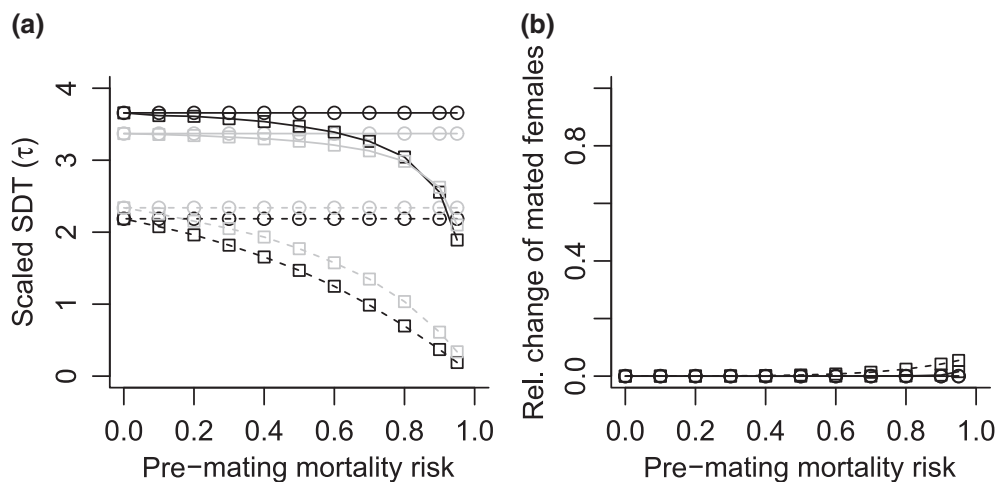 (a)
Scaled SDT (τ)
4
3
2
1
0
0.0 0.2 0.4 0.6 0.8 1.0
Pre−mating mortality risk
(b)
Rel. change of mated females
0.8
0.4
0.0
0.0 0.2 0.4 0.6 0.8 1.0
Pre−mating mortality risk